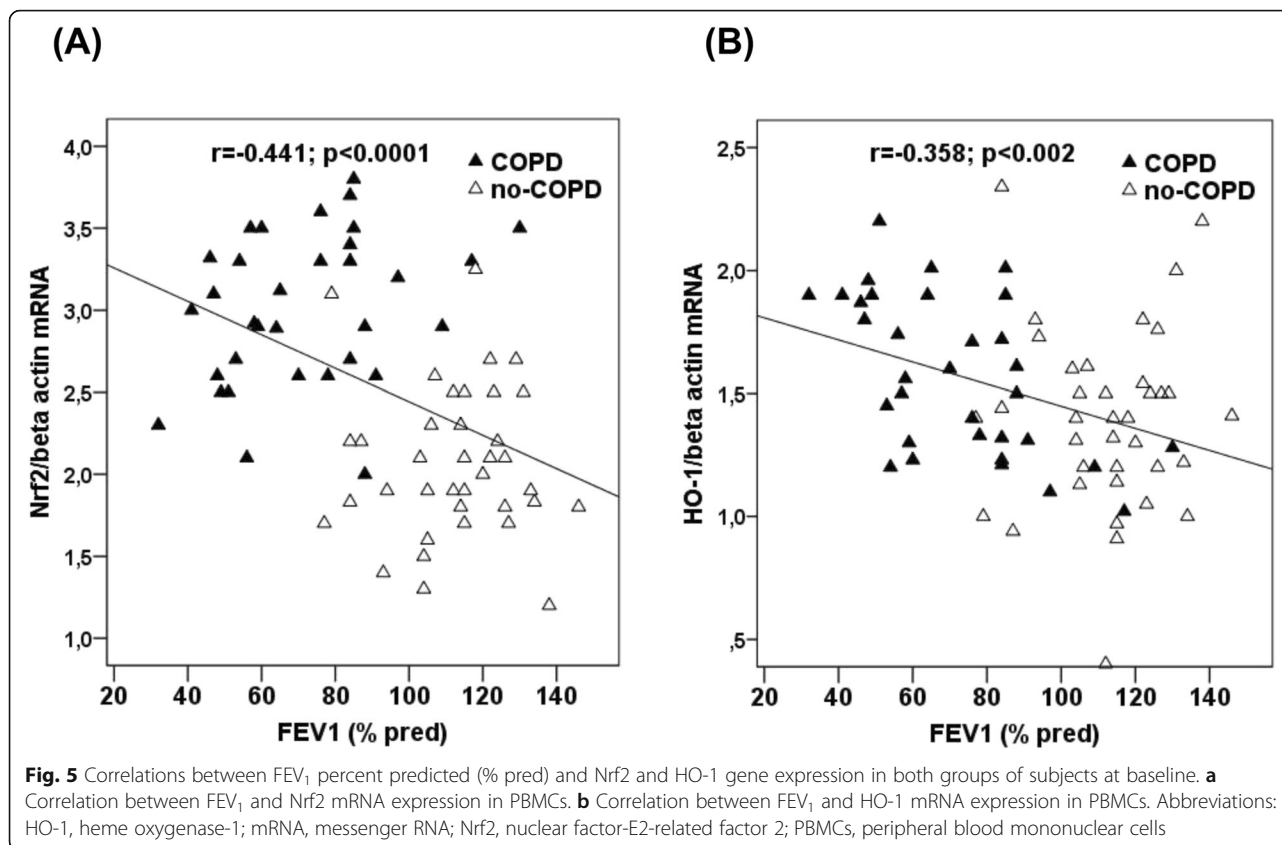 (A)
(B)
r=-0.441; p<0.0001
COPD
no-COPD
4,0
3,5
3,0
2,5
2,0
1,5
1,0
Nrf2/beta actin mRNA
20 40 60 80 100 120 140
FEV1 (% pred)
r=-0.358; p<0.002
COPD
no-COPD
2,5
2,0
1,5
1,0
,5
HO-1/beta actin mRNA
20 40 60 80 100 120 140
FEV1 (% pred)
Fig. 5 Correlations between FEV₁ percent predicted (% pred) and Nrf2 and HO-1 gene expression in both groups of subjects at baseline. a
Correlation between FEV₁ and Nrf2 mRNA expression in PBMCs. b Correlation between FEV₁ and HO-1 mRNA expression in PBMCs. Abbreviations:
HO-1, heme oxygenase-1; mRNA, messenger RNA; Nrf2, nuclear factor-E2-related factor 2; PBMCs, peripheral blood mononuclear cells